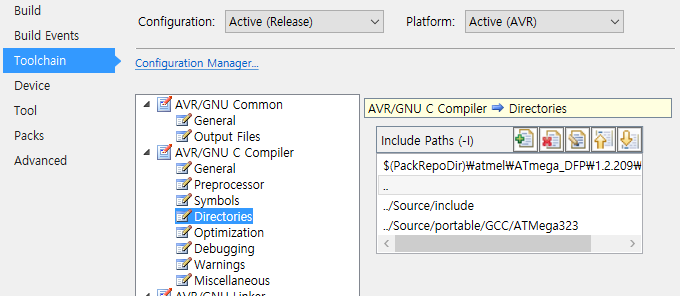 Build
Configuration: Active (Release) Platform: Active (AVR)
Build Events
Toolchain
Configuration Manager...
Device
Tool
Packs
Advanced
AVR/GNU Common
General
Output Files
AVR/GNU C Compiler
General
Preprocessor
Symbols
Directories
Optimization
Debugging
Warnings
Miscellaneous
AVR/GNU Linker
AVR/GNU C Compiler ➡ Directories
Include Paths (-I)
$(PackRepoDir)₩atmel₩ATmega_DFP₩1.2.209₩
..
../Source/include
../Source/portable/GCC/ATMega323